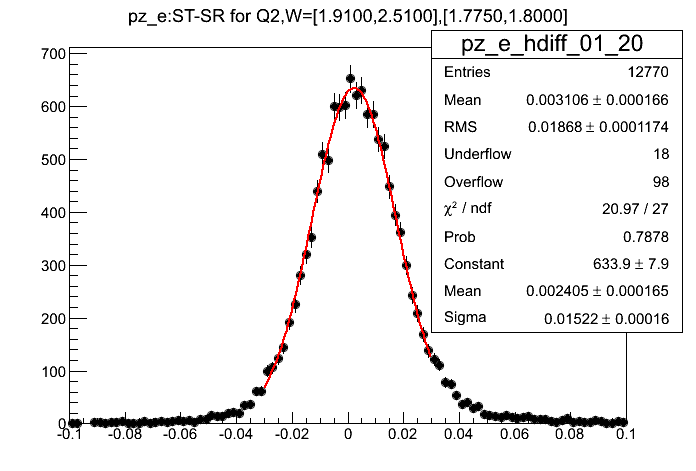 pz_e:ST-SR for Q2,W=[1.9100,2.5100],[1.7750,1.8000]
pz_e_hdiff_01_20
Entries 12770
Mean 0.003106 ± 0.000166
RMS 0.01868 ± 0.0001174
Underflow 18
Overflow 98
χ² / ndf 20.97 / 27
Prob 0.7878
Constant 633.9 ± 7.9
Mean 0.002405 ± 0.000165
Sigma 0.01522 ± 0.00016
700
600
500
400
300
200
100
0
-0.1 -0.08 -0.06 -0.04 -0.02 0 0.02 0.04 0.06 0.08 0.1